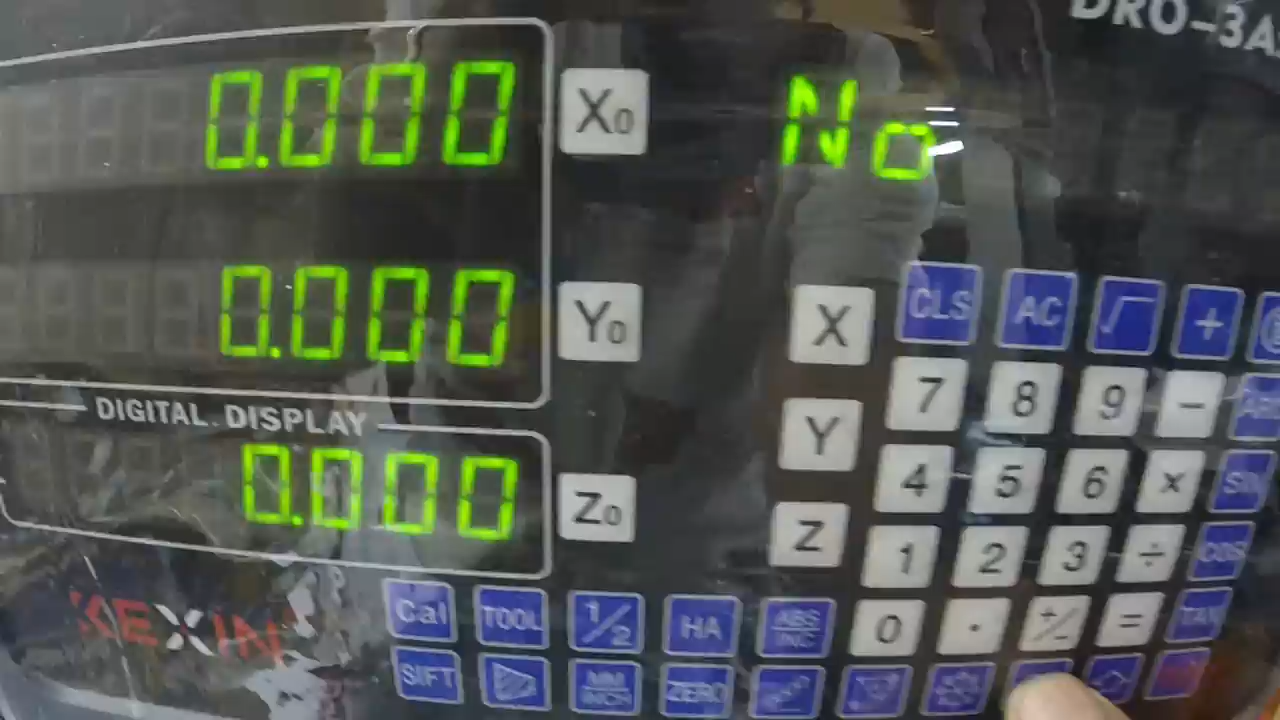 DRO-3A
0.000 X0 No
0.000 Y0
X CLS AC √ +
7 8 9 −
DIGITAL DISPLAY
Y
0.000 Z0
4 5 6 × SIN
Z 1 2 3 ÷ COS
KEXIN
Cal TOOL 1/2 HA ABS INC 0 . +/− = TAN
SIFT MM INCH ZERO